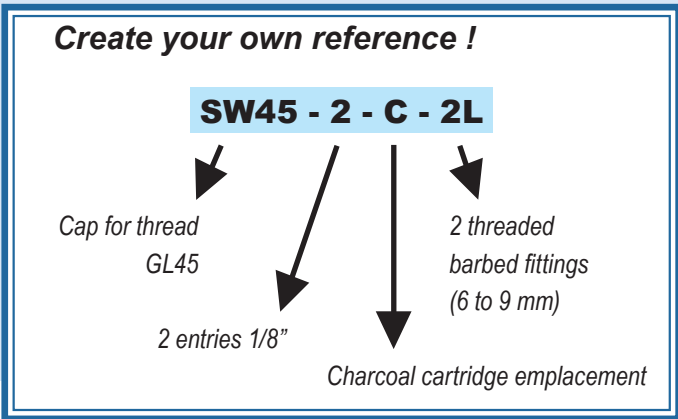 Create your own reference !
SW45 - 2 - C - 2L
Cap for thread
GL45
2 threaded
barbed fittings
(6 to 9 mm)
2 entries 1/8”
Charcoal cartridge emplacement